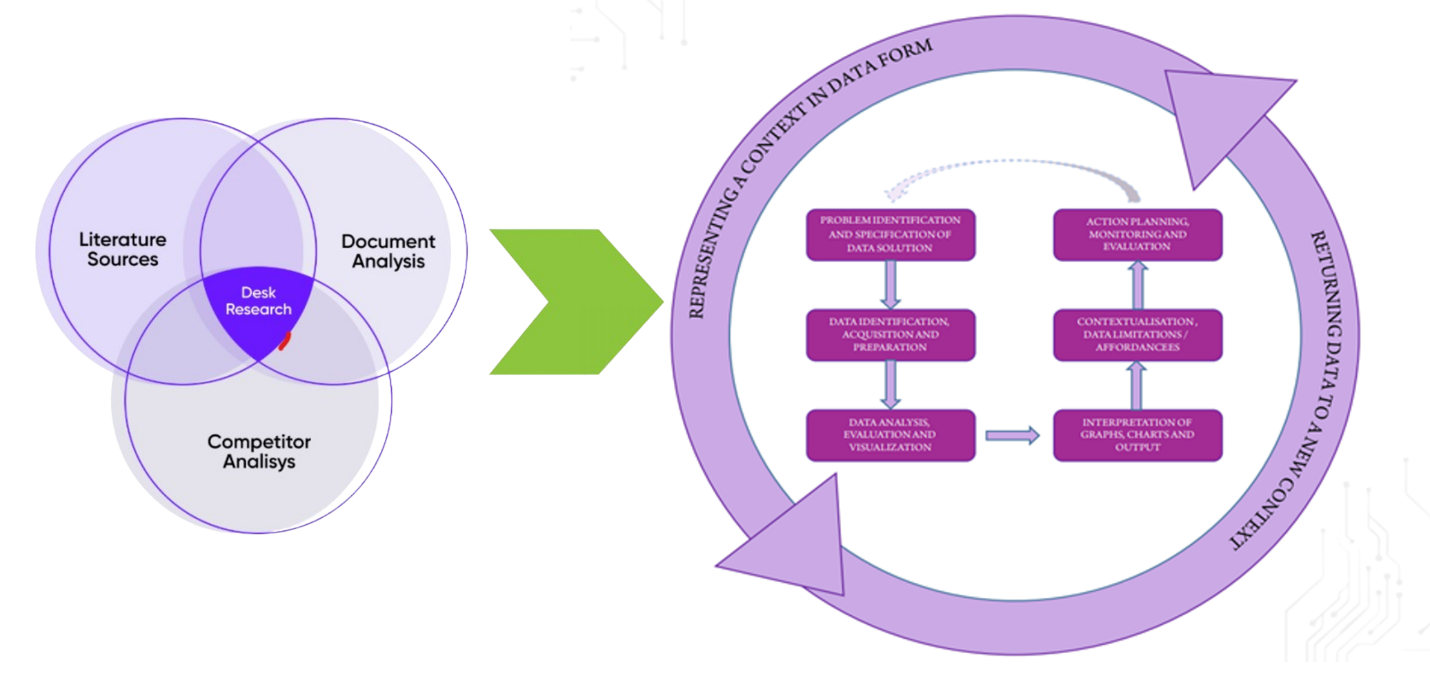 Literature
Sources
Document
Analysis
Desk
Research
Competitor
Analisys
REPRESENTING A CONTEXT IN DATA FORM
RETURNING DATA TO A NEW CONTEXT
PROBLEM IDENTIFICATION
AND SPECIFICATION OF
DATA SOLUTION
DATA IDENTIFICATION,
ACQUISITION AND
PREPARATION
DATA ANALYSIS,
EVALUATION AND
VISUALIZATION
INTERPRETATION OF
GRAPHS, CHARTS AND
OUTPUT
CONTEXTUALISATION,
DATA LIMITATIONS /
AFFORDANCEES
ACTION PLANNING,
MONITORING AND
EVALUATION